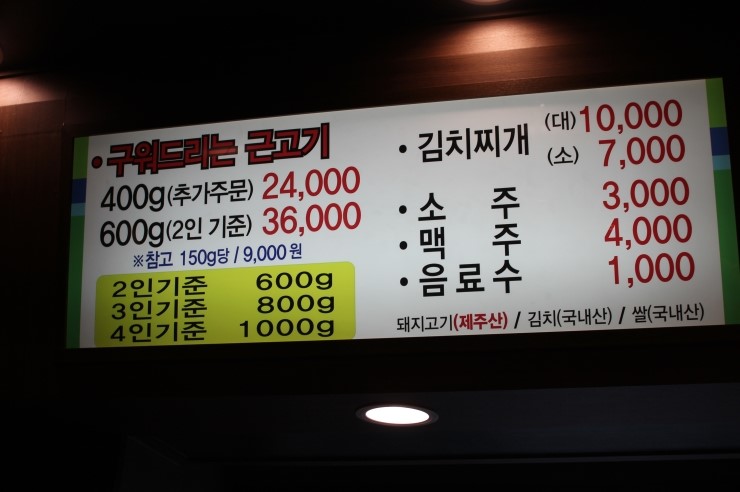 • 구워드리는 근고기
400g(추가주문) 24,000
600g(2인 기준) 36,000
※참고 150g당 / 9,000원
2인기준 600g
3인기준 800g
4인기준 1000g
• 김치찌개 (대) 10,000
(소) 7,000
• 소 주 3,000
• 맥 주 4,000
• 음료수 1,000
돼지고기(제주산) / 김치(국내산) / 쌀(국내산)